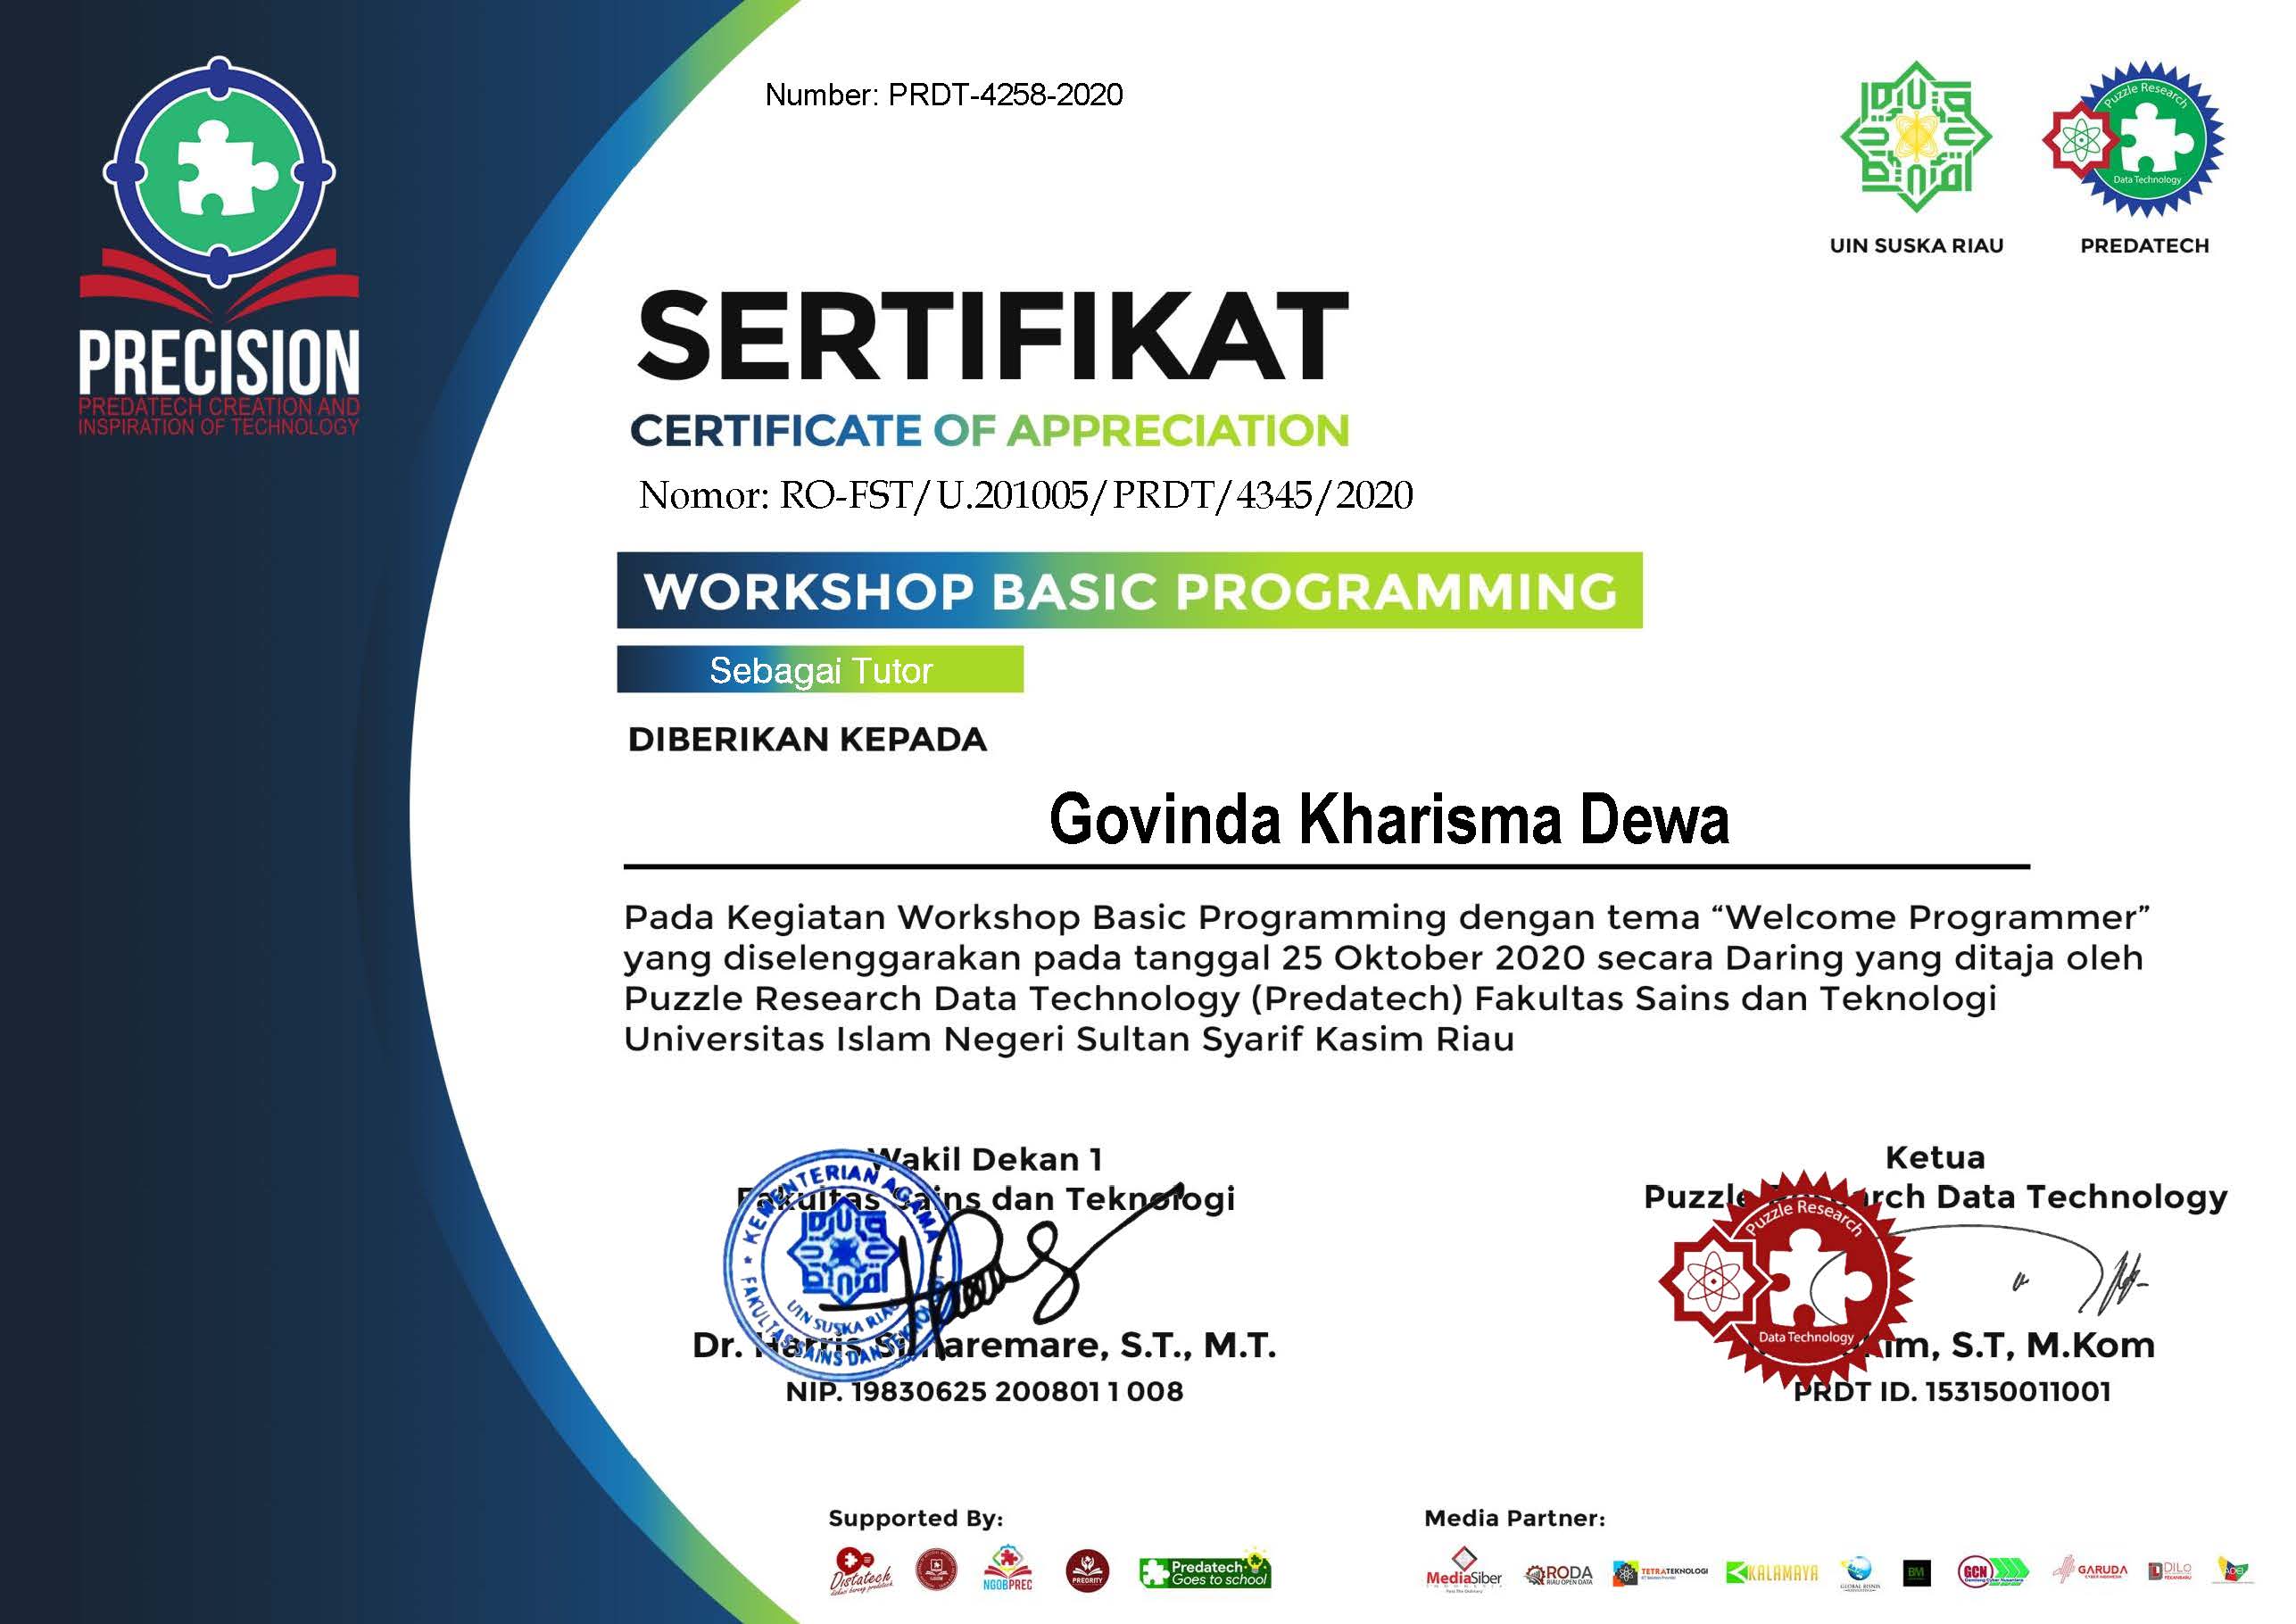 Number: PRDT-4258-2020
UIN SUSKA RIAU
Puzzle Research
Data Technology
PREDATECH
PRECISION
PREDATECH CREATION AND
INSPIRATION OF TECHNOLOGY
SERTIFIKAT
CERTIFICATE OF APPRECIATION
Nomor: RO-FST/U.201005/PRDT/4345/2020
WORKSHOP BASIC PROGRAMMING
Sebagai Tutor
DIBERIKAN KEPADA
Govinda Kharisma Dewa
Pada Kegiatan Workshop Basic Programming dengan tema “Welcome Programmer”
yang diselenggarakan pada tanggal 25 Oktober 2020 secara Daring yang ditaja oleh
Puzzle Research Data Technology (Predatech) Fakultas Sains dan Teknologi
Universitas Islam Negeri Sultan Syarif Kasim Riau
Wakil Dekan 1
Fakultas Sains dan Teknologi
KEMENTERIAN AGAMA
UIN SUSKA RIAU
FAKULTAS SAINS DAN TEKNOLOGI
Dr. Harris Simaremare, S.T., M.T.
NIP. 19830625 200801 1 008
Ketua
Puzzle Research Data Technology
Puzzle Research
Data Technology
S.T, M.Kom
PRDT ID. 153150011001
Supported By:
Distatech
NGOBPREC
PREORITY
Predatech
Goes to school
Media Partner:
MediaSiber
RODA
RIAU OPEN DATA
TETRATEKNOLOGI
KALAMAYA
GLOBAL BISNIS
BM
GCN
GARUDA
DILo